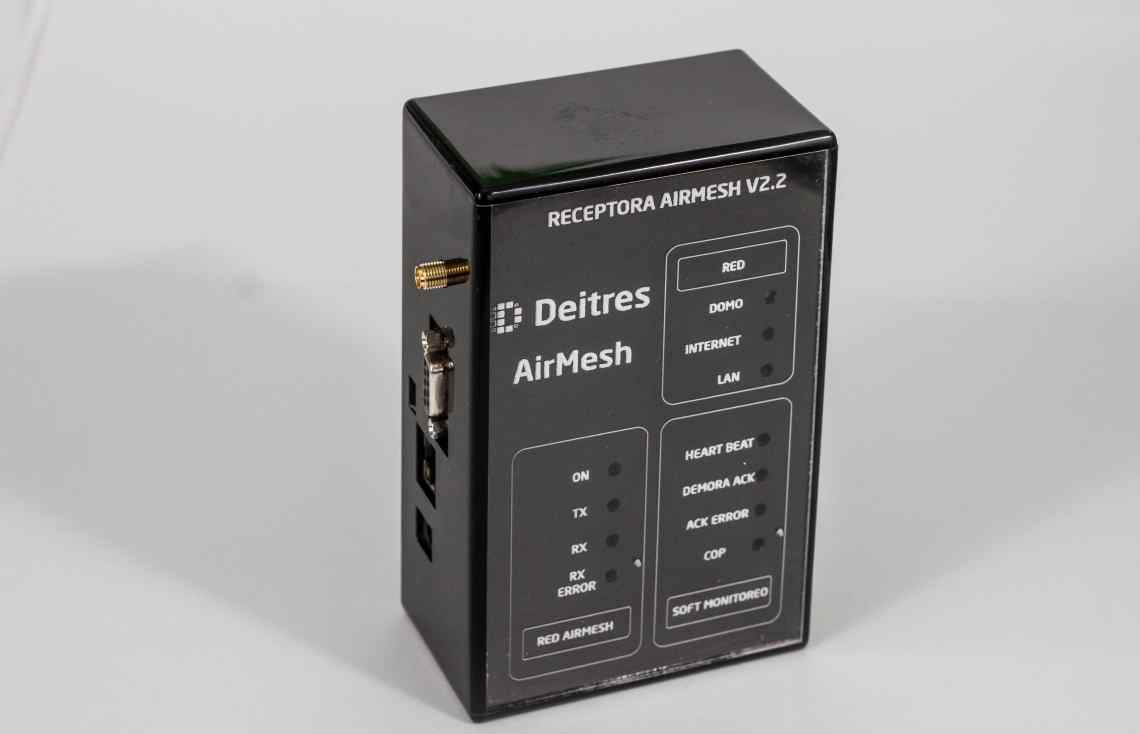 RECEPTORA AIRMESH V2.2
Deitres
AirMesh
RED
DOMO
INTERNET
LAN
ON
TX
RX
RX
ERROR
RED AIRMESH
HEART BEAT
DEMORA ACK
ACK ERROR
COP
SOFT MONITOREO